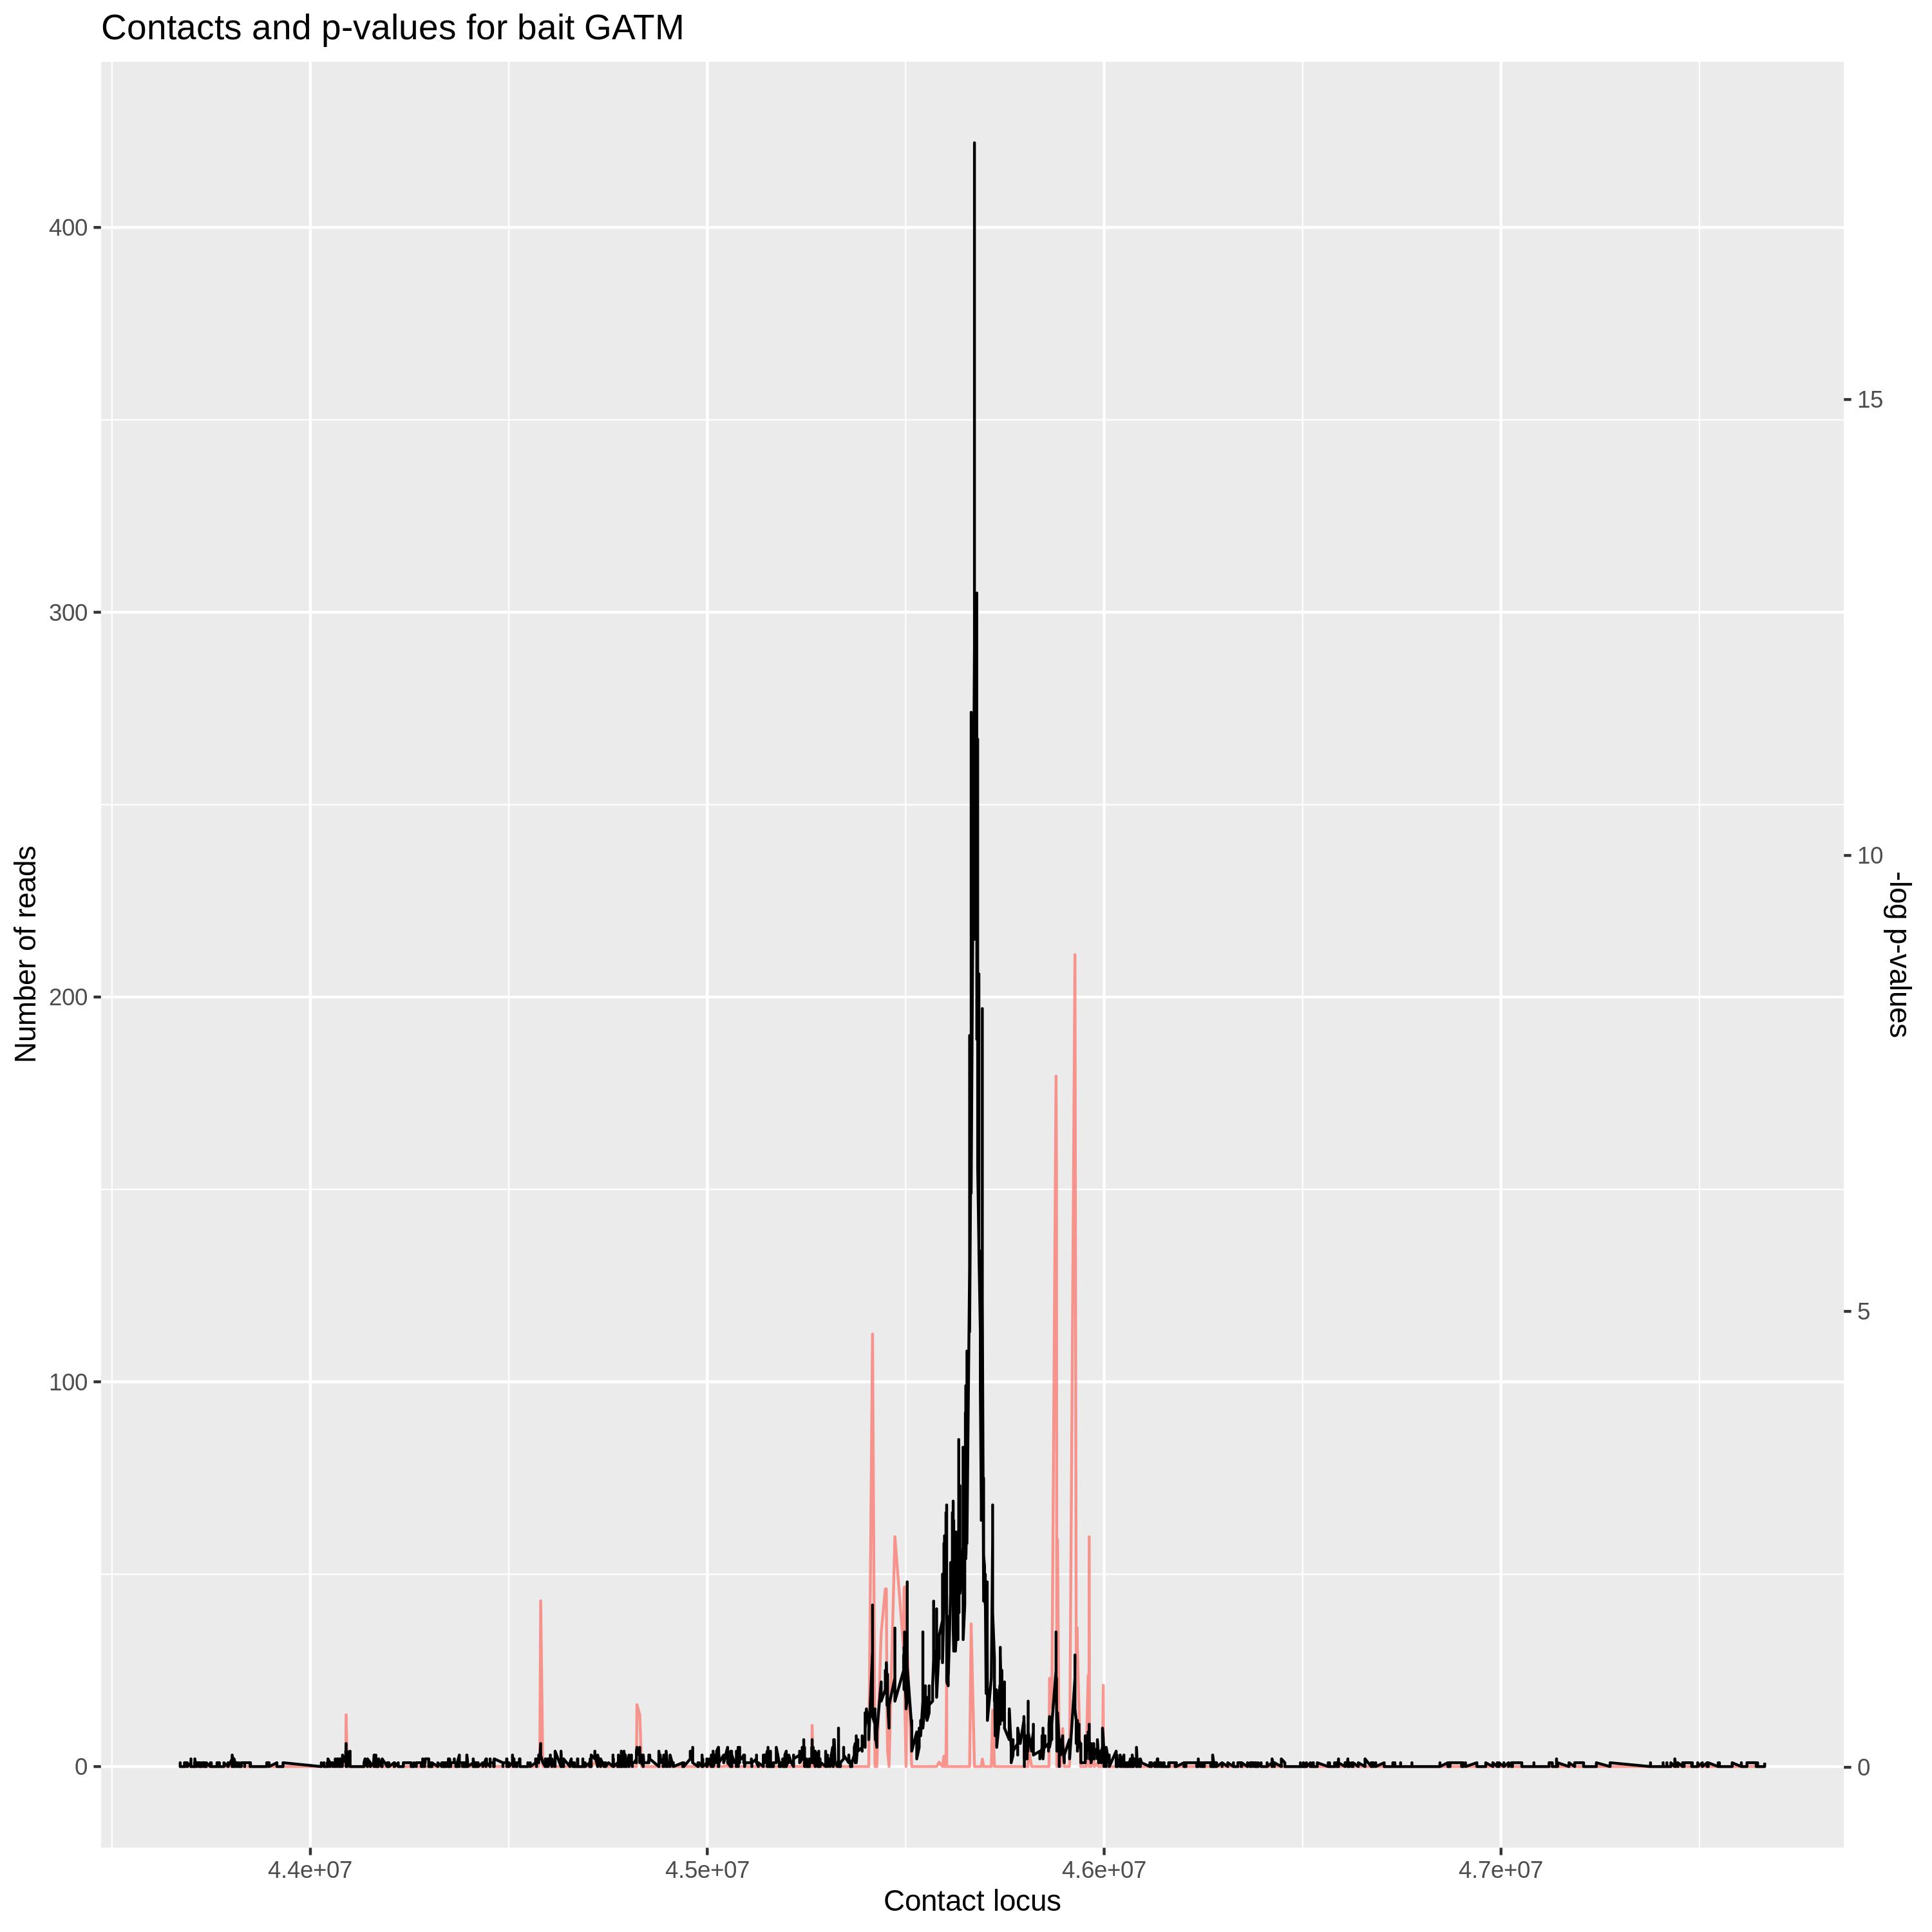 Contacts and p-values for bait GATM
400
300
200
100
0
15
10
5
0
4.4e+07
4.5e+07
4.6e+07
4.7e+07
Number of reads
-log p-values
Contact locus